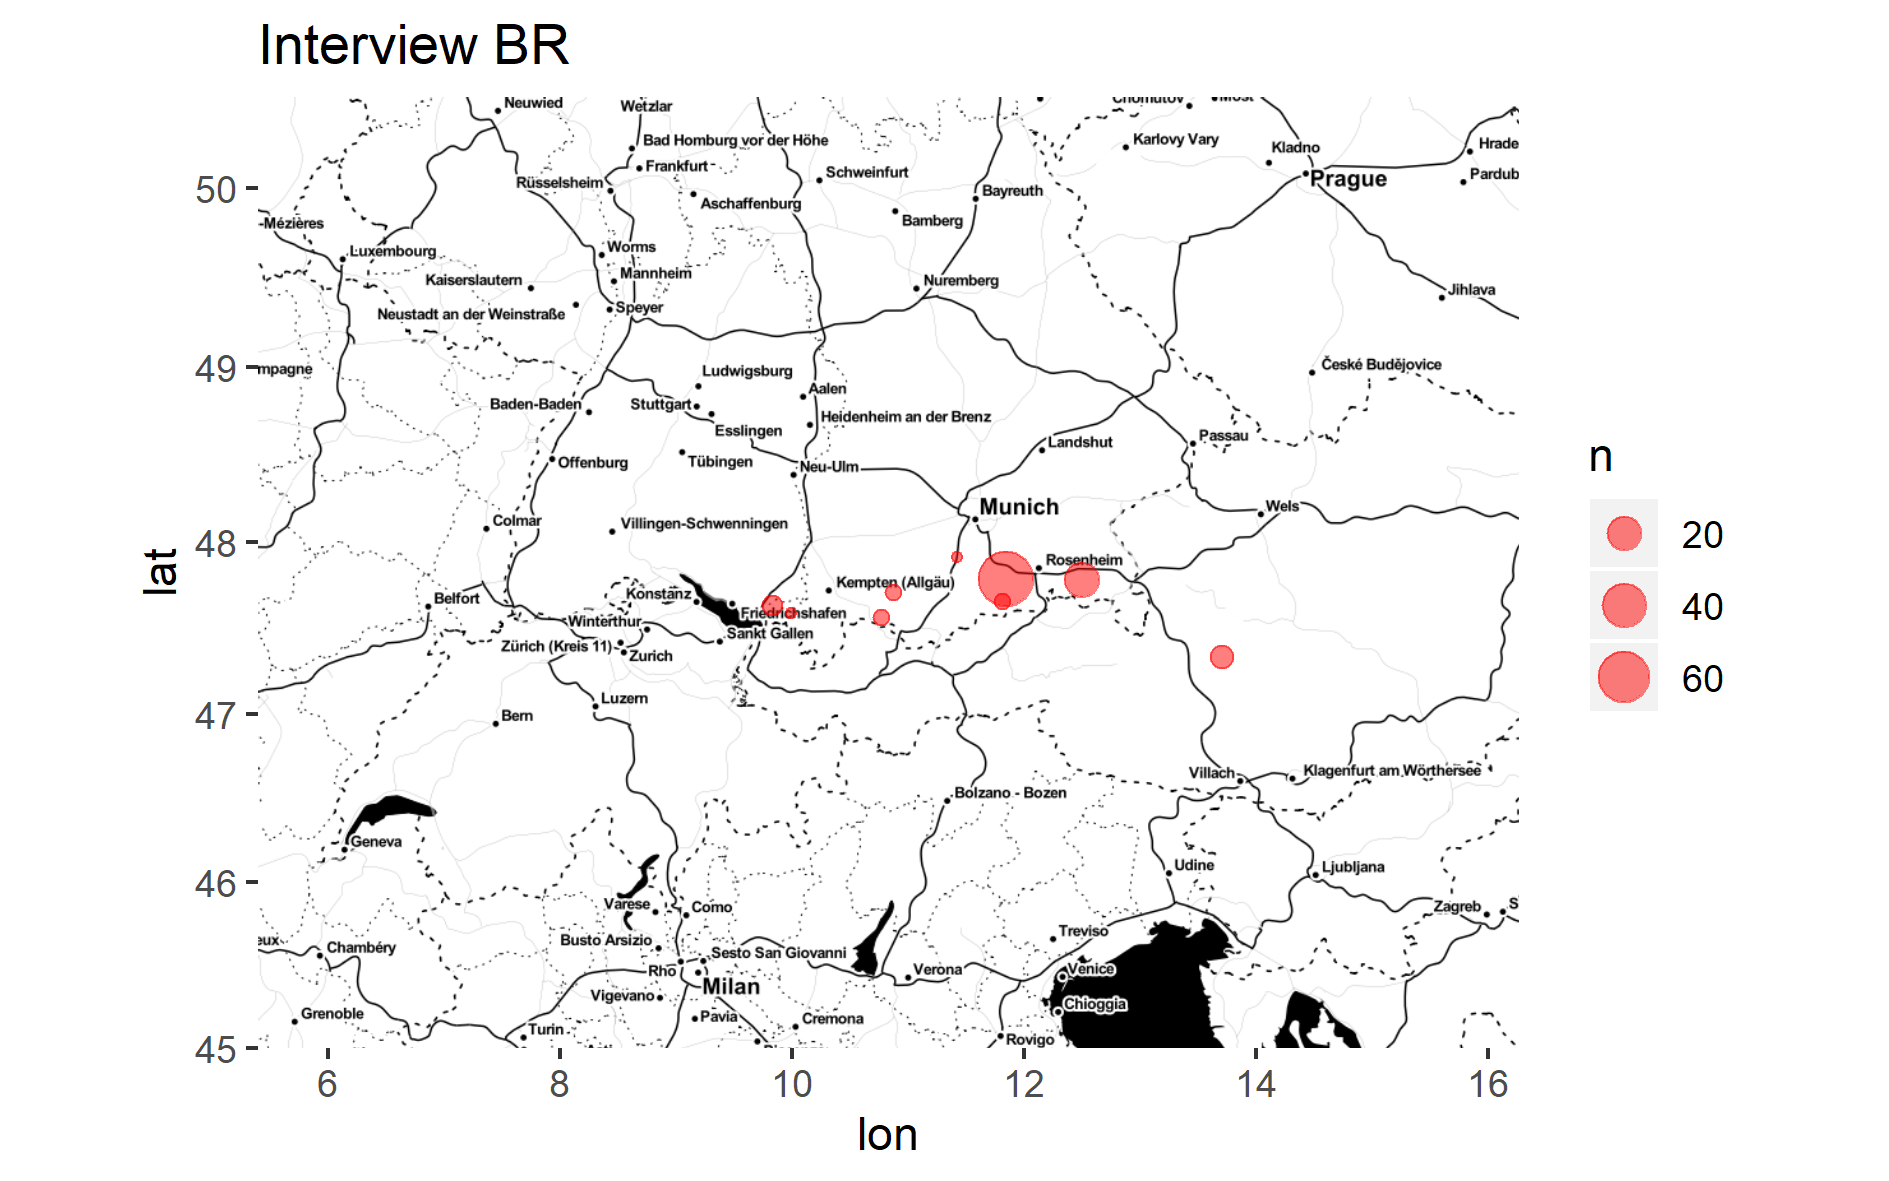 Interview BR
Neuwied
Wetzlar
Chomutov
Most
Bad Homburg vor der Höhe
Karlovy Vary
Kladno
Hrade
Frankfurt
Schweinfurt
Prague
Pardub
Rüsselsheim
50
Bayreuth
Aschaffenburg
Bamberg
-Mézières
Luxembourg
Worms
Mannheim
Kaiserslautern
Nuremberg
Jihlava
Neustadt an der Weinstraße
Speyer
49
mpagne
Ludwigsburg
České Budějovice
Aalen
Baden-Baden
Stuttgart
Heidenheim an der Brenz
Esslingen
Passau
Landshut
n
Offenburg
Tübingen
Neu-Ulm
Munich
Wels
Colmar
Villingen-Schwenningen
20
48
Rosenheim
lat
Kempten (Allgäu)
Belfort
Konstanz
40
Friedrichshafen
Winterthur
Sankt Gallen
Zürich (Kreis 11)
Zurich
60
Luzern
47
Bern
Villach
Klagenfurt am Wörthersee
Bolzano - Bozen
Geneva
Udine
Ljubljana
46
Varese
Como
Zagreb
S
Treviso
eux
Chambéry
Busto Arsizio
Sesto San Giovanni
Rho
Verona
Venice
Milan
Vigevano
Chioggia
Grenoble
Pavia
Cremona
Turin
Rovigo
45
6
8
10
12
14
16
lon